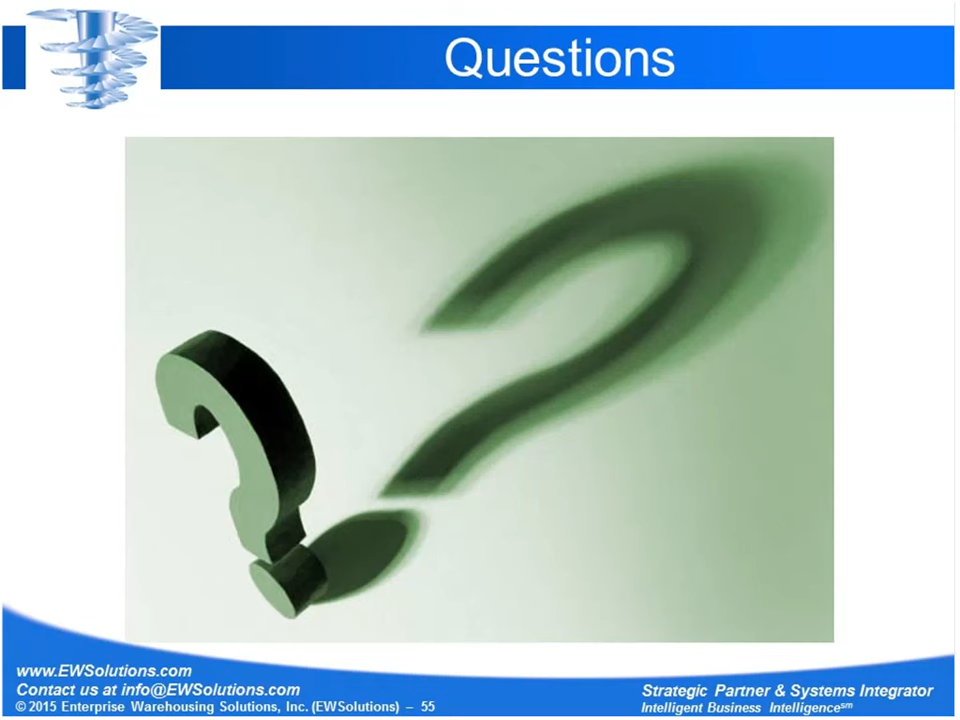 Questions
www.EWSolutions.com
Contact us at info@EWSolutions.com
© 2015 Enterprise Warehousing Solutions, Inc. (EWSolutions) – 55
Strategic Partner & Systems Integrator
Intelligent Business Intelligence℠